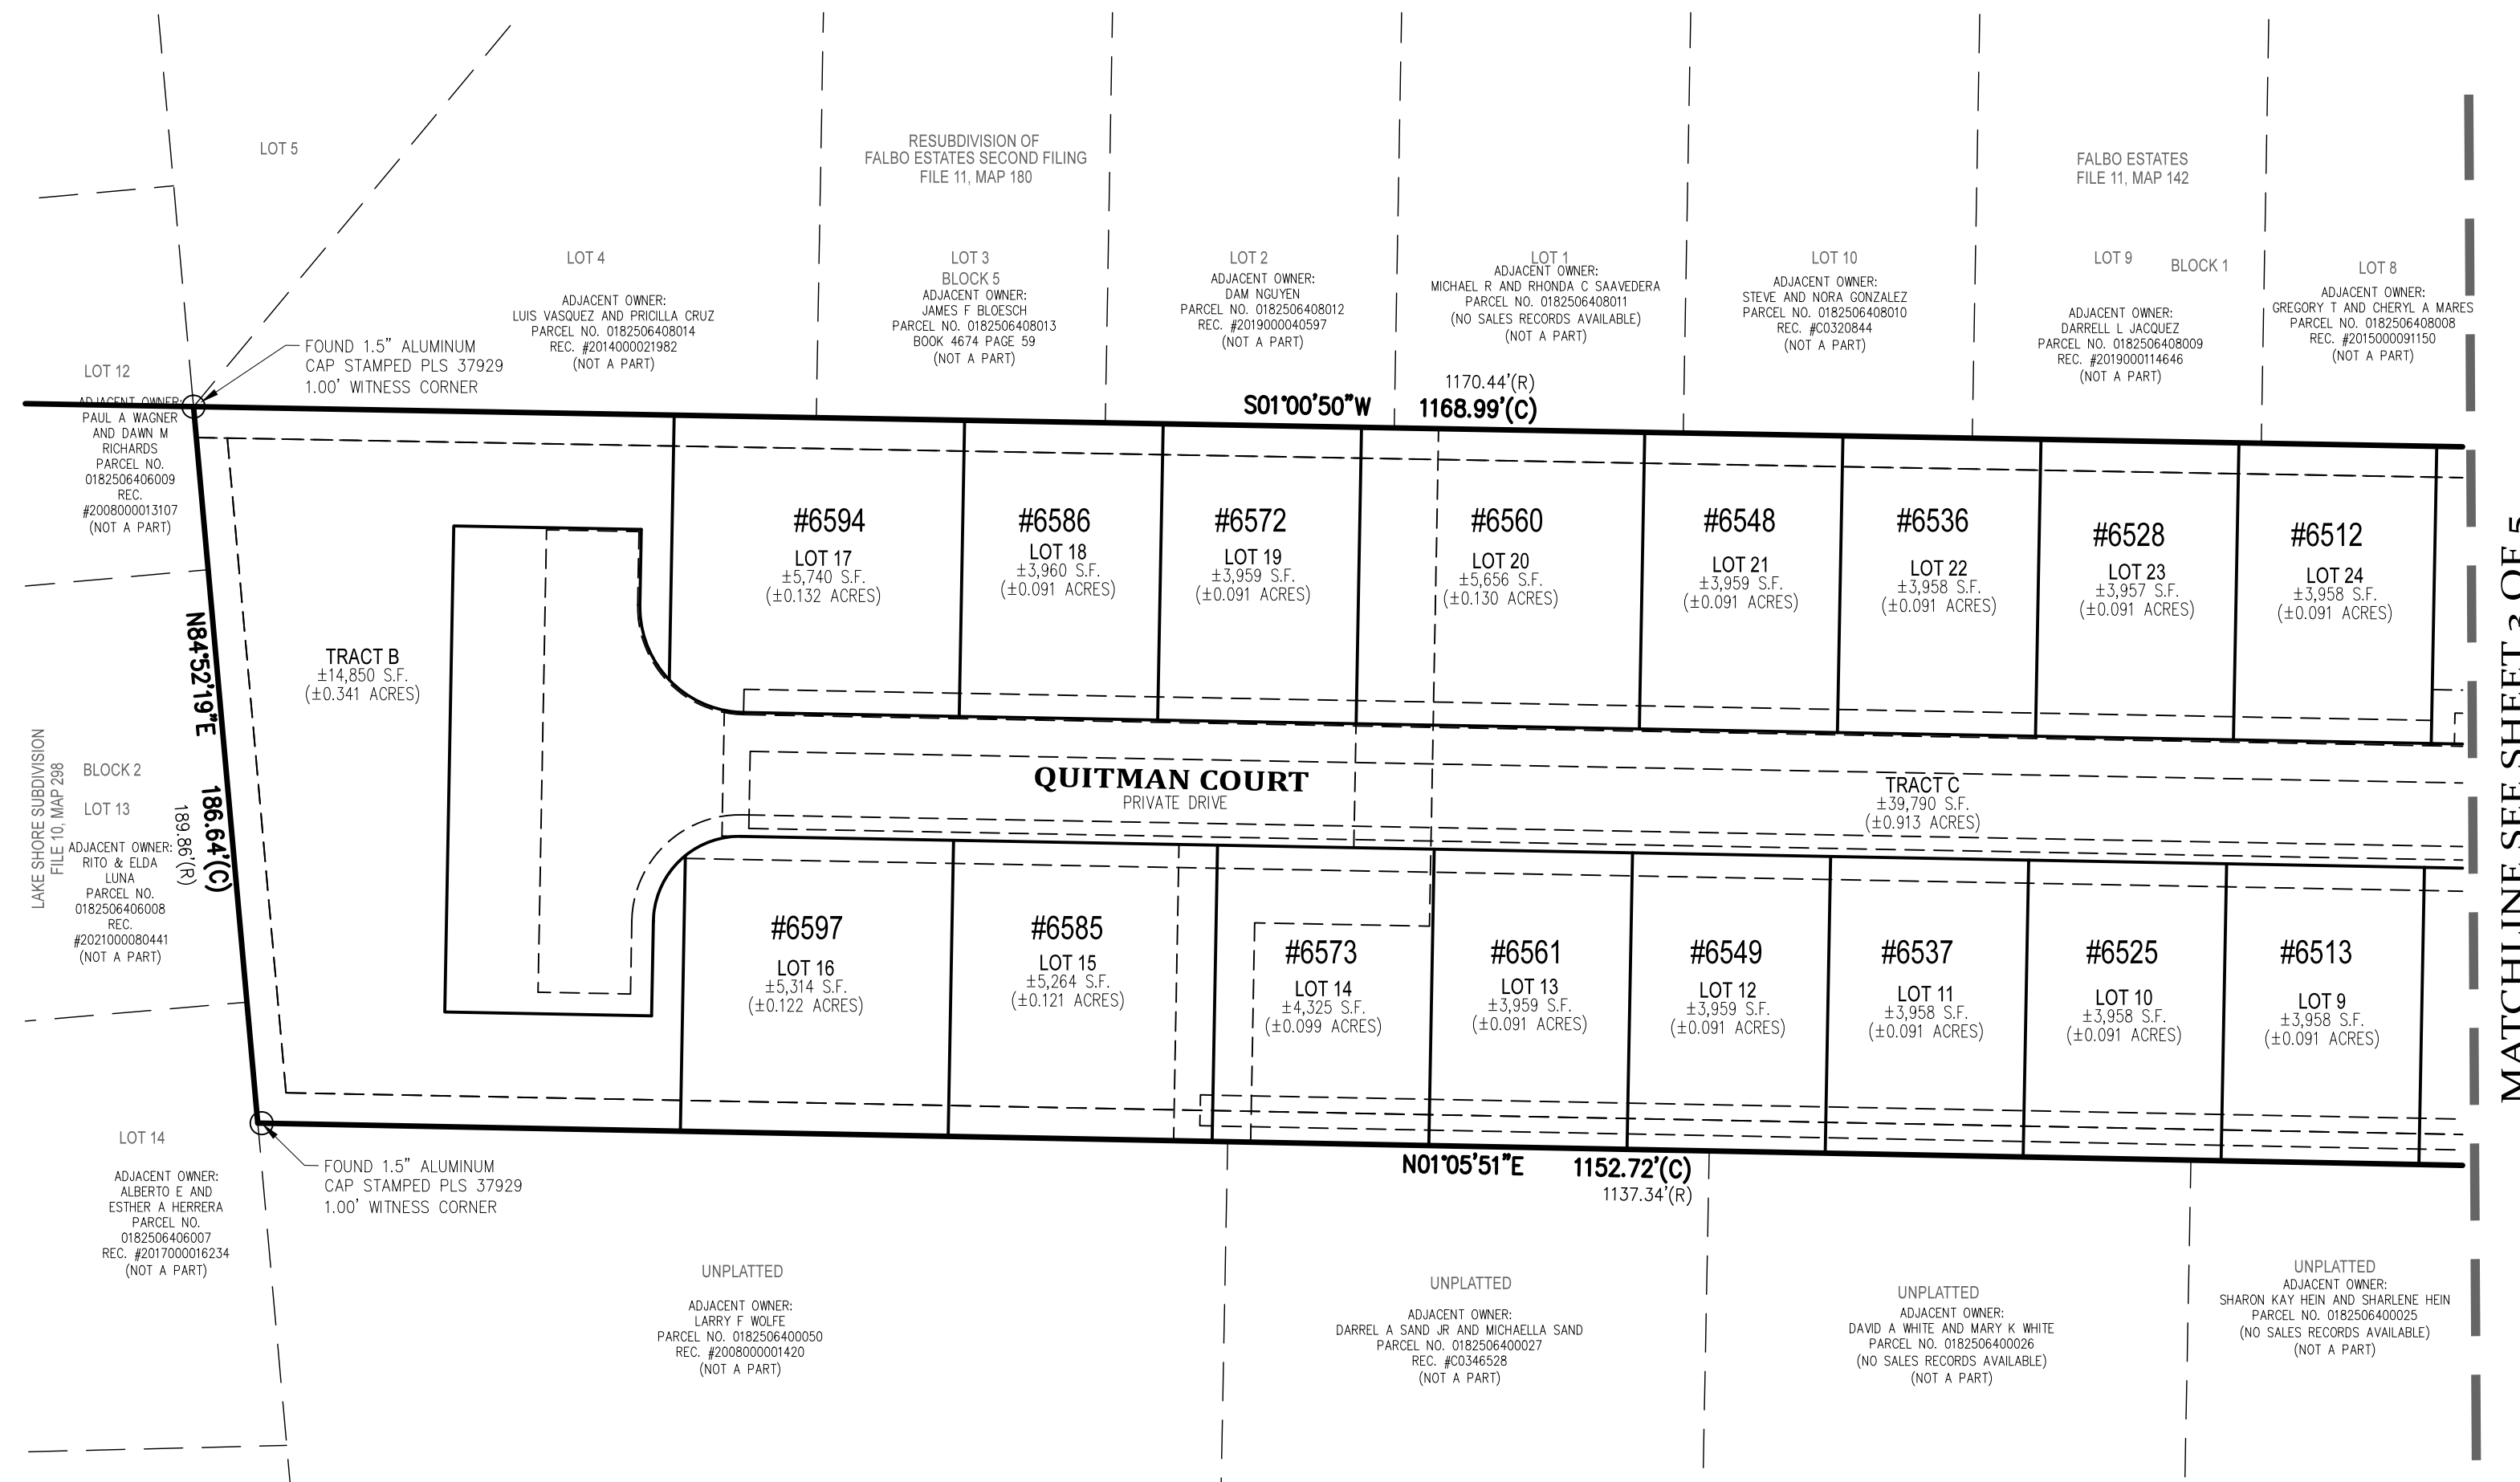 LOT 5
RESUBDIVISION OF
FALBO ESTATES SECOND FILING
FILE 11, MAP 180
FALBO ESTATES
FILE 11, MAP 142
LOT 4
ADJACENT OWNER:
LUIS VASQUEZ AND PRICILLA CRUZ
PARCEL NO. 0182506408014
REC. #2014000021982
(NOT A PART)
LOT 3
BLOCK 5
ADJACENT OWNER:
JAMES F BLOESCH
PARCEL NO. 0182506408013
BOOK 4674 PAGE 59
(NOT A PART)
LOT 2
ADJACENT OWNER:
DAM NGUYEN
PARCEL NO. 0182506408012
REC. #2019000040597
(NOT A PART)
LOT 1
ADJACENT OWNER:
MICHAEL R AND RHONDA C SAAVEDERA
PARCEL NO. 0182506408011
(NO SALES RECORDS AVAILABLE)
(NOT A PART)
LOT 10
ADJACENT OWNER:
STEVE AND NORA GONZALEZ
PARCEL NO. 0182506408010
REC. #C0320844
(NOT A PART)
LOT 9
BLOCK 1
ADJACENT OWNER:
DARRELL L JACQUEZ
PARCEL NO. 0182506408009
REC. #2019000114646
(NOT A PART)
LOT 8
ADJACENT OWNER:
GREGORY T AND CHERYL A MARES
PARCEL NO. 0182506408008
REC. #2015000091150
(NOT A PART)
FOUND 1.5" ALUMINUM
CAP STAMPED PLS 37929
1.00' WITNESS CORNER
LOT 12
ADJACENT OWNER:
PAUL A WAGNER
AND DAWN M
RICHARDS
PARCEL NO.
0182506406009
REC.
#2008000013107
(NOT A PART)
1170.44'(R)
S01°00'50"W 1168.99'(C)
#6594
LOT 17
±5,740 S.F.
(±0.132 ACRES)
#6586
LOT 18
±3,960 S.F.
(±0.091 ACRES)
#6572
LOT 19
±3,959 S.F.
(±0.091 ACRES)
#6560
LOT 20
±5,656 S.F.
(±0.130 ACRES)
#6548
LOT 21
±3,959 S.F.
(±0.091 ACRES)
#6536
LOT 22
±3,958 S.F.
(±0.091 ACRES)
#6528
LOT 23
±3,957 S.F.
(±0.091 ACRES)
#6512
LOT 24
±3,958 S.F.
(±0.091 ACRES)
TRACT B
±14,850 S.F.
(±0.341 ACRES)
N84°52'19"E 186.64'(C)
189.86'(R)
LAKE SHORE SUBDIVISION
FILE 10, MAP 298
BLOCK 2
LOT 13
ADJACENT OWNER:
RITO & ELDA
LUNA
PARCEL NO.
0182506406008
REC.
#2021000080441
(NOT A PART)
QUITMAN COURT
PRIVATE DRIVE
TRACT C
±39,790 S.F.
(±0.913 ACRES)
#6597
LOT 16
±5,314 S.F.
(±0.122 ACRES)
#6585
LOT 15
±5,264 S.F.
(±0.121 ACRES)
#6573
LOT 14
±4,325 S.F.
(±0.099 ACRES)
#6561
LOT 13
±3,959 S.F.
(±0.091 ACRES)
#6549
LOT 12
±3,959 S.F.
(±0.091 ACRES)
#6537
LOT 11
±3,958 S.F.
(±0.091 ACRES)
#6525
LOT 10
±3,958 S.F.
(±0.091 ACRES)
#6513
LOT 9
±3,958 S.F.
(±0.091 ACRES)
MATCHLINE SEE SHEET 3 OF 5
LOT 14
ADJACENT OWNER:
ALBERTO E AND
ESTHER A HERRERA
PARCEL NO.
0182506406007
REC. #2017000016234
(NOT A PART)
FOUND 1.5" ALUMINUM
CAP STAMPED PLS 37929
1.00' WITNESS CORNER
N01°05'51"E 1152.72'(C)
1137.34'(R)
UNPLATTED
ADJACENT OWNER:
LARRY F WOLFE
PARCEL NO. 0182506400050
REC. #2008000001420
(NOT A PART)
UNPLATTED
ADJACENT OWNER:
DARREL A SAND JR AND MICHAELLA SAND
PARCEL NO. 0182506400027
REC. #C0346528
(NOT A PART)
UNPLATTED
ADJACENT OWNER:
DAVID A WHITE AND MARY K WHITE
PARCEL NO. 0182506400026
(NO SALES RECORDS AVAILABLE)
(NOT A PART)
UNPLATTED
ADJACENT OWNER:
SHARON KAY HEIN AND SHARLENE HEIN
PARCEL NO. 0182506400025
(NO SALES RECORDS AVAILABLE)
(NOT A PART)